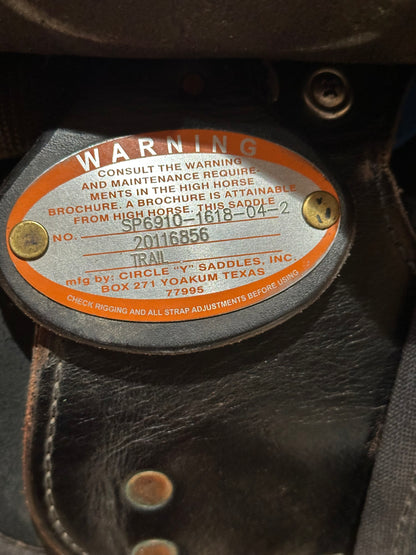 WARNING
CONSULT THE WARNING
AND MAINTENANCE REQUIRE-
MENTS IN THE HIGH HORSE
BROCHURE. A BROCHURE IS ATTAINABLE
FROM HIGH HORSE. THIS SADDLE
NO. SP6910-1618-04-2
20116856
TRAIL
mfg by: CIRCLE "Y" SADDLES, INC.
BOX 271 YOAKUM TEXAS
77995
CHECK RIGGING AND ALL STRAP ADJUSTMENTS BEFORE USING